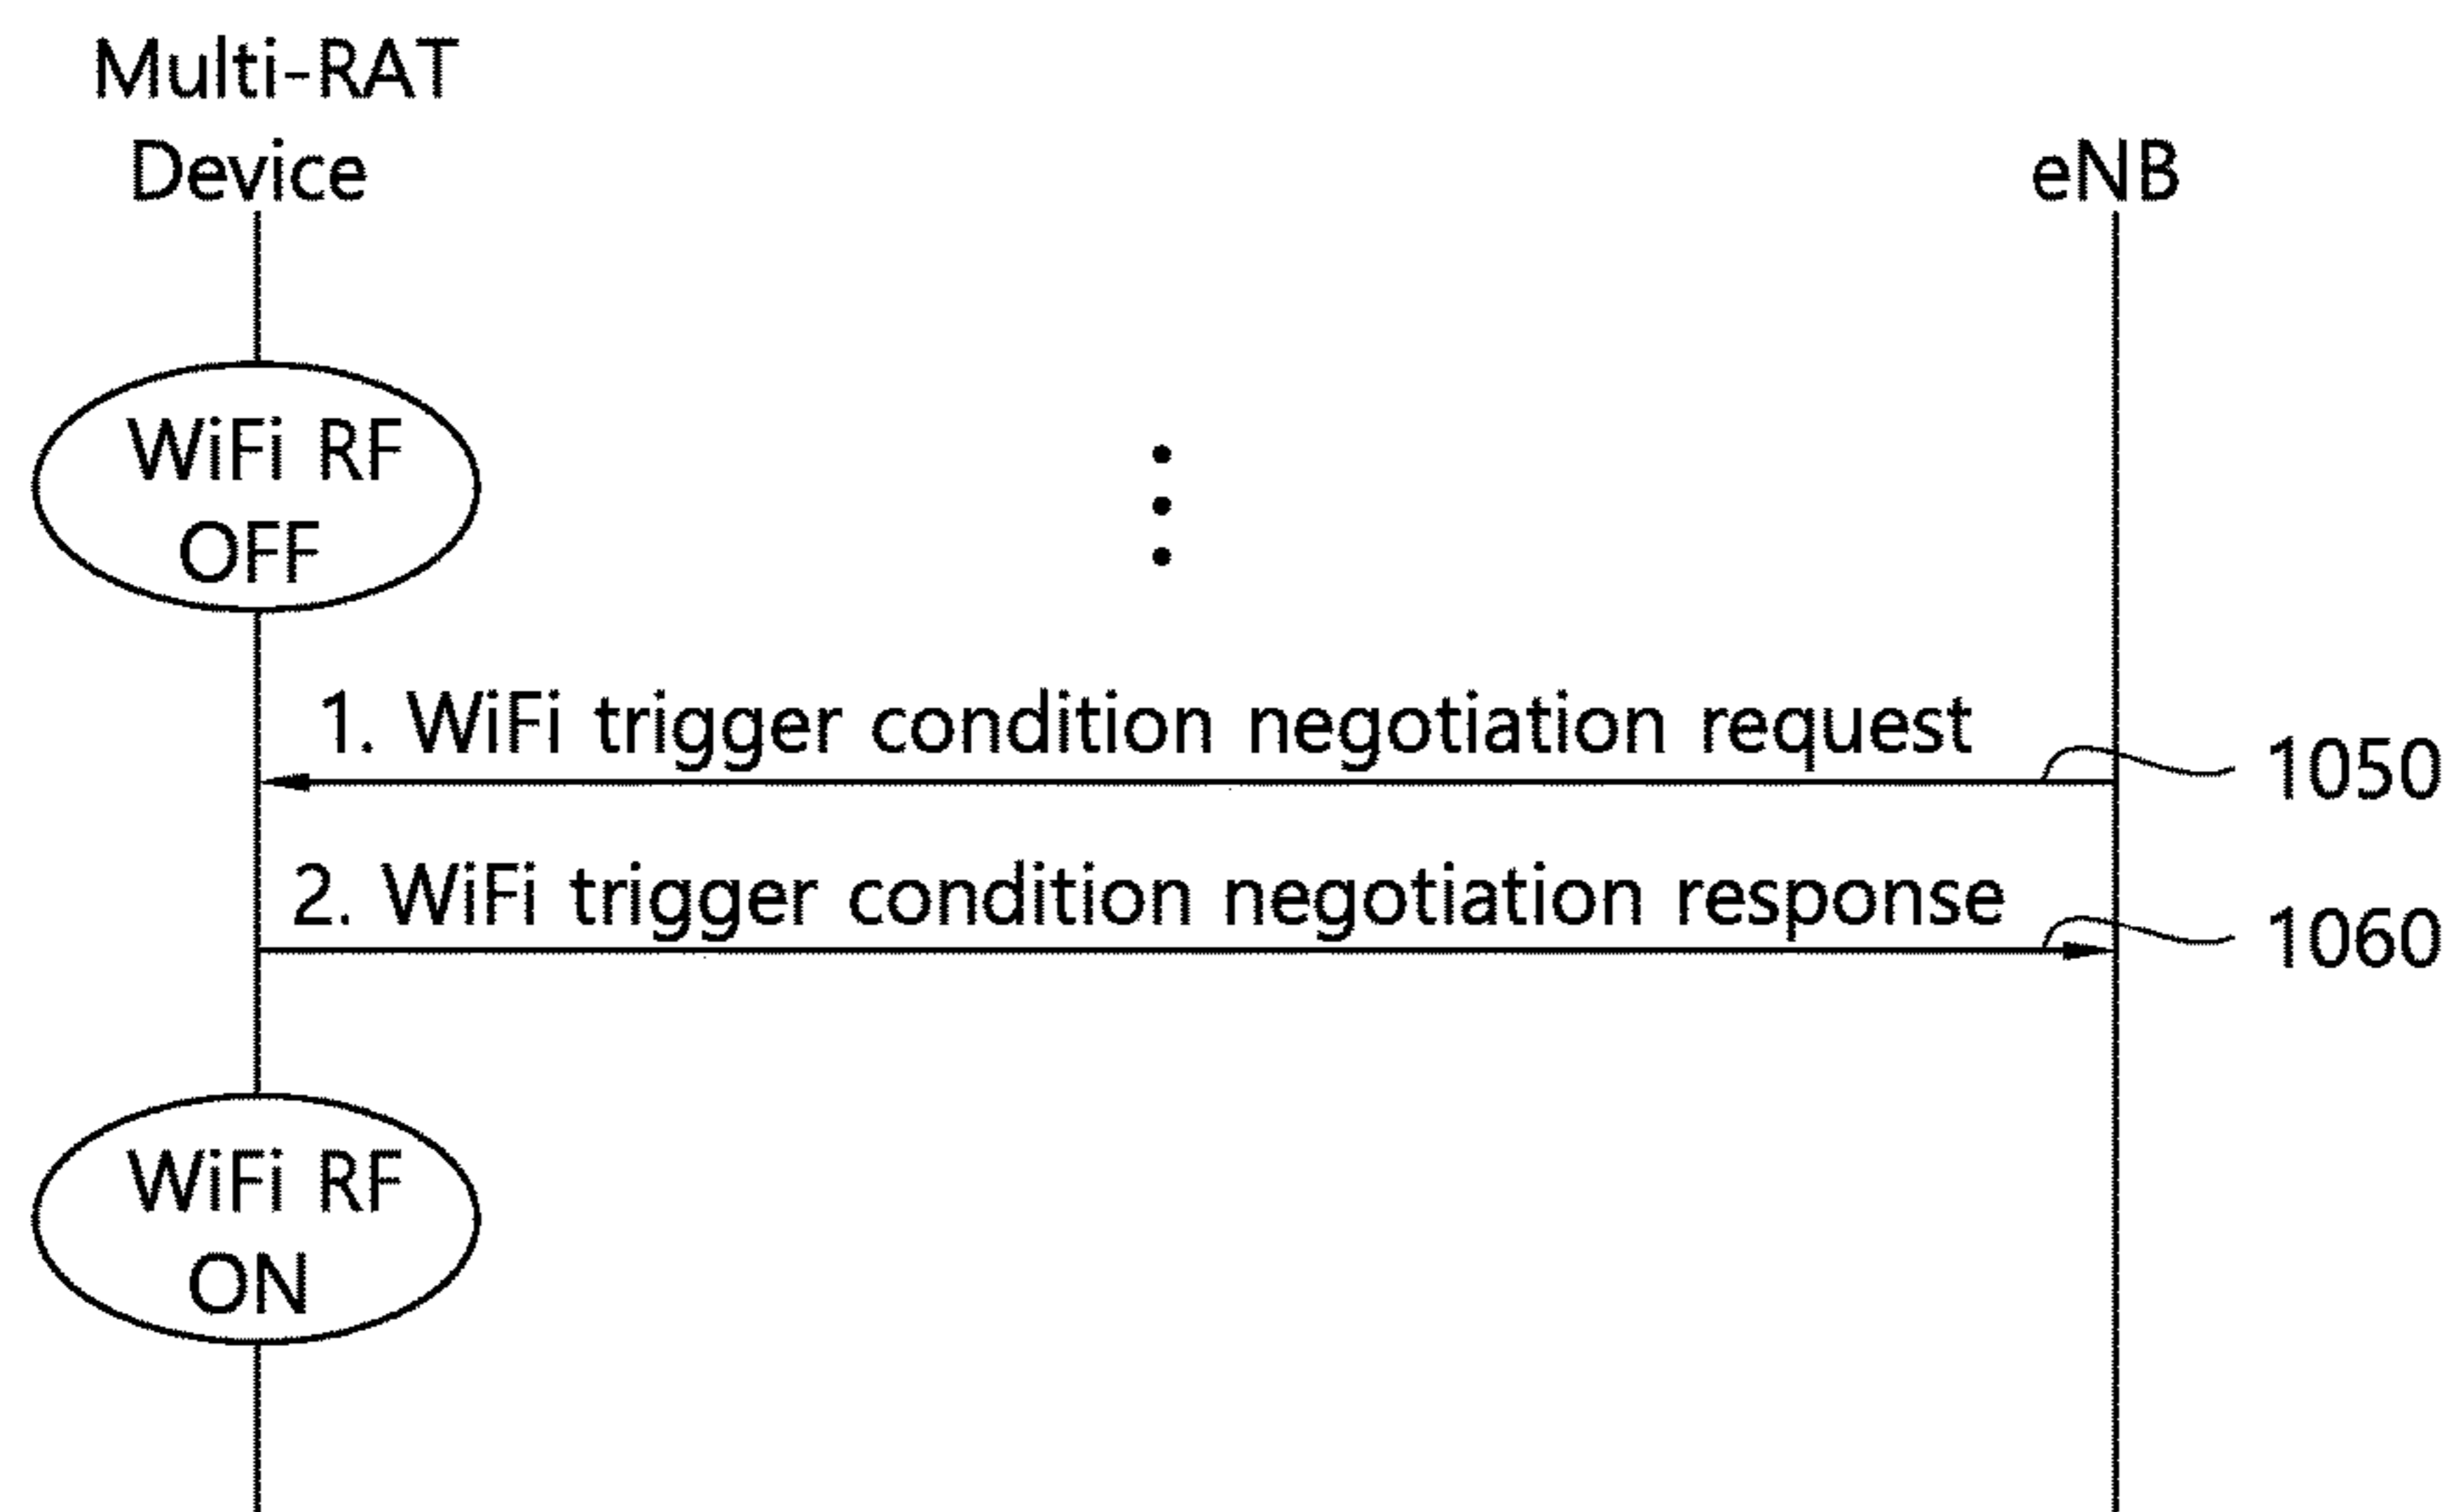 Multi-RAT
Device
eNB
WiFi RF
OFF
1. WiFi trigger condition negotiation request
1050
2. WiFi trigger condition negotiation response
1060
WiFi RF
ON